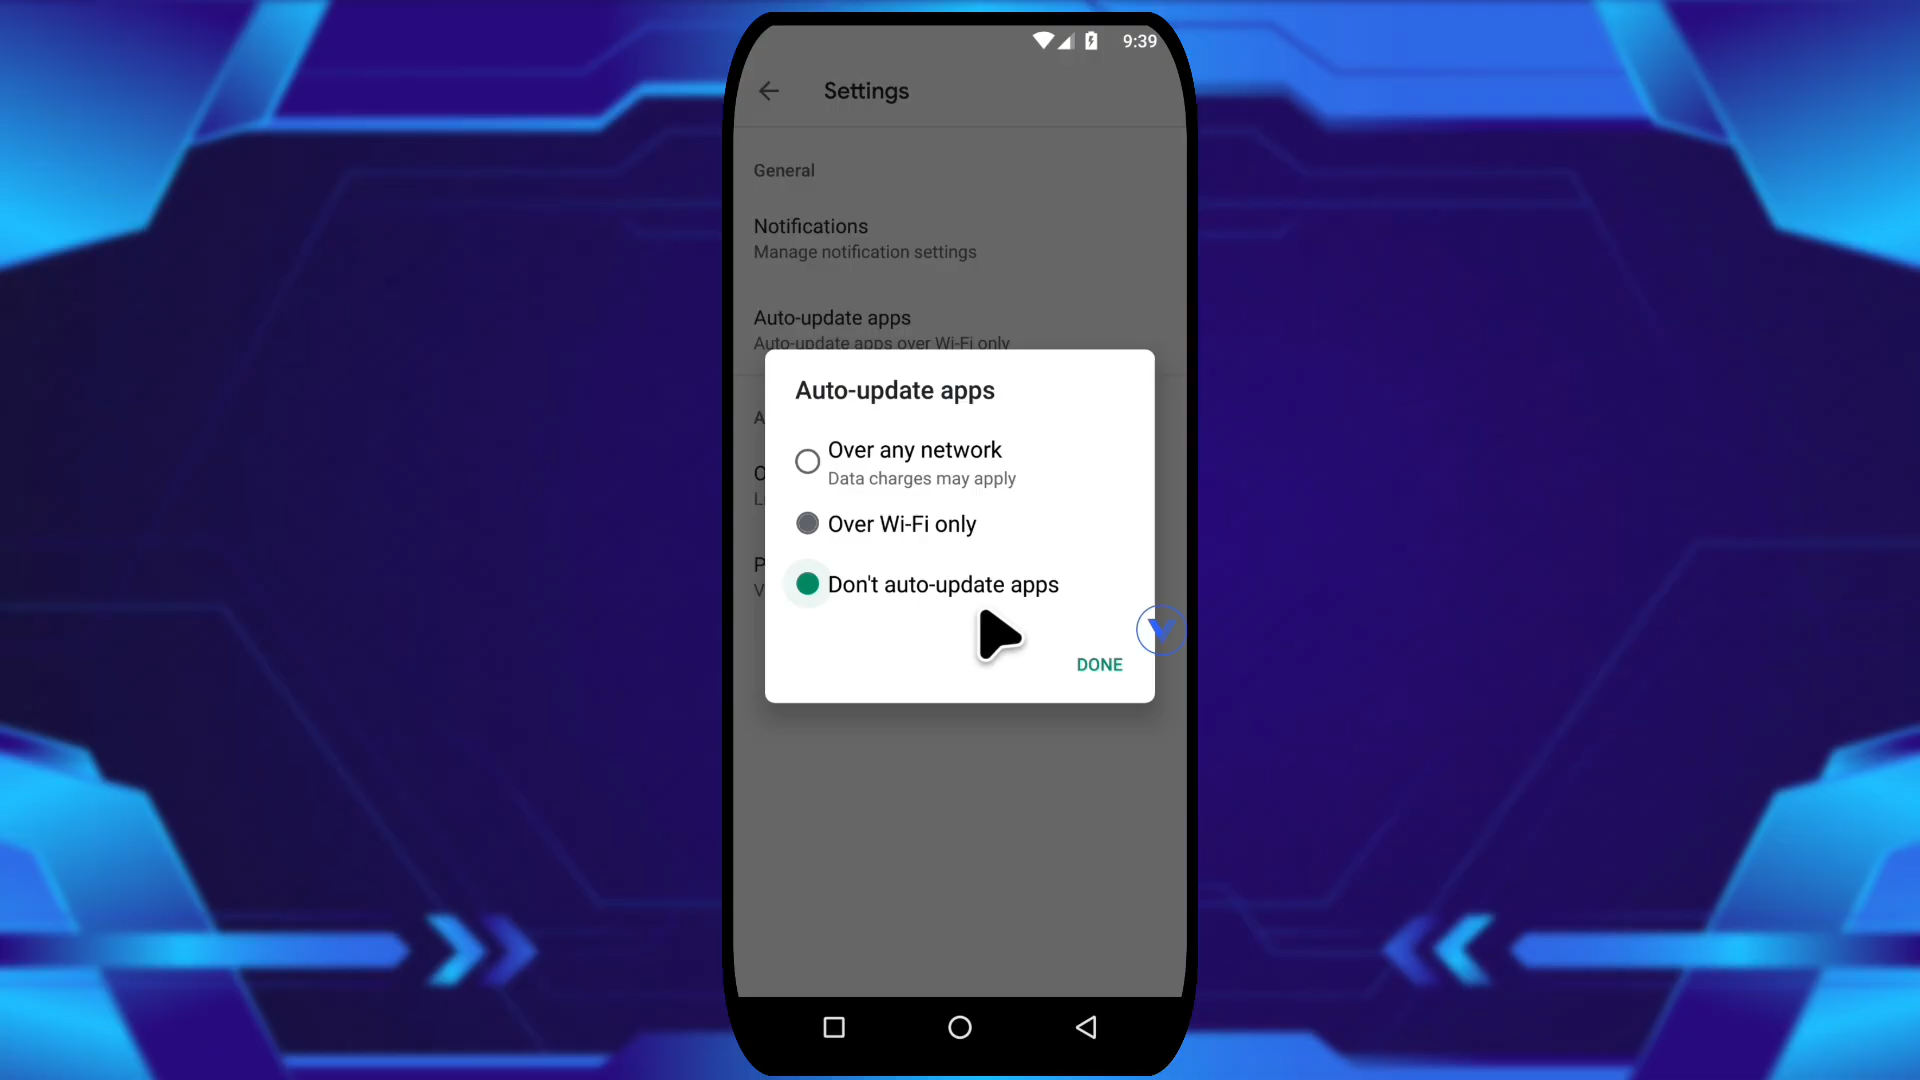 9:39
Settings
General
Notifications
Manage notification settings
Auto-update apps
Auto-update apps over Wi-Fi only
Auto-update apps
Over any network
Data charges may apply
Over Wi-Fi only
Don't auto-update apps
DONE